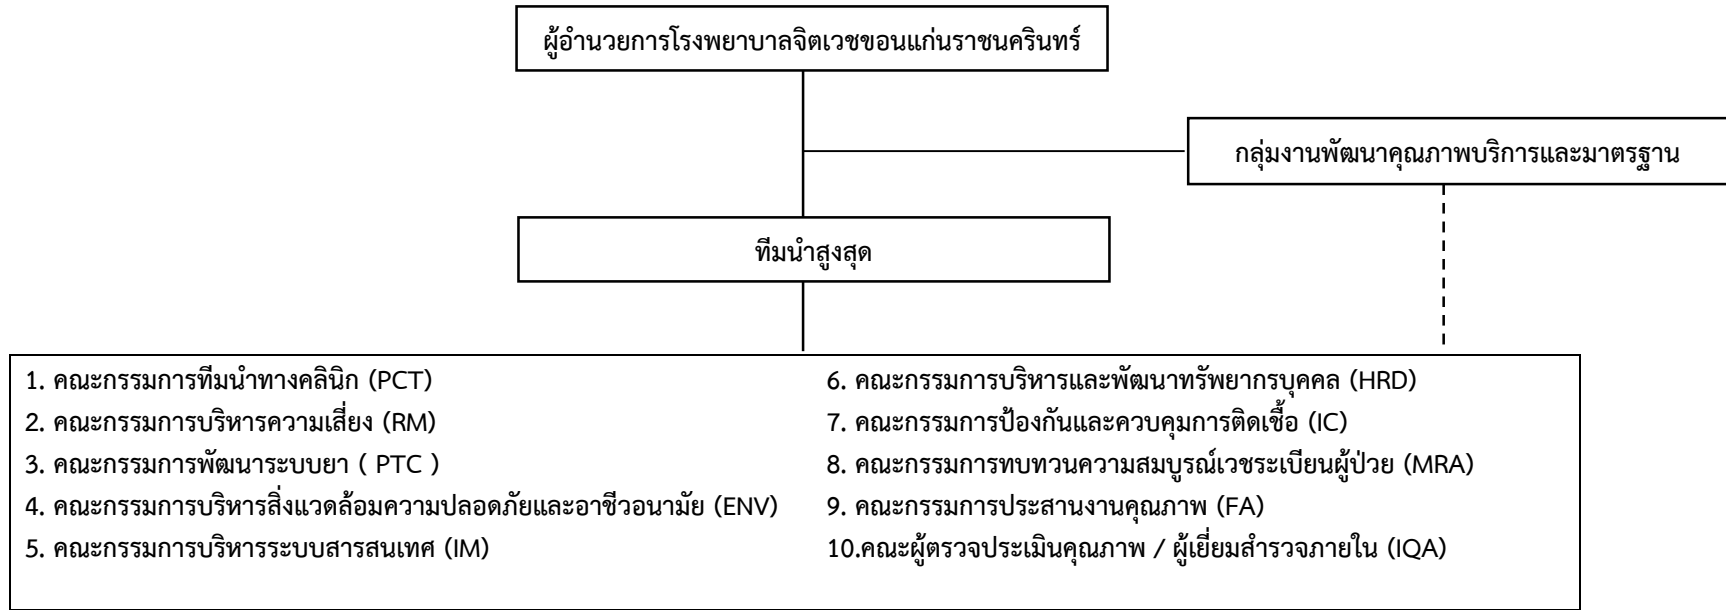 ผู้อำนวยการโรงพยาบาลจิตเวชขอนแก่นราชนครินทร์
กลุ่มงานพัฒนาคุณภาพบริการและมาตรฐาน
ทีมนำสูงสุด
1. คณะกรรมการทีมนำทางคลินิก (PCT)
2. คณะกรรมการบริหารความเสี่ยง (RM)
3. คณะกรรมการพัฒนาระบบยา ( PTC )
4. คณะกรรมการบริหารสิ่งแวดล้อมความปลอดภัยและอาชีวอนามัย (ENV)
5. คณะกรรมการบริหารระบบสารสนเทศ (IM)
6. คณะกรรมการบริหารและพัฒนาทรัพยากรบุคคล (HRD)
7. คณะกรรมการป้องกันและควบคุมการติดเชื้อ (IC)
8. คณะกรรมการทบทวนความสมบูรณ์เวชระเบียนผู้ป่วย (MRA)
9. คณะกรรมการประสานงานคุณภาพ (FA)
10.คณะผู้ตรวจประเมินคุณภาพ / ผู้เยี่ยมสำรวจภายใน (IQA)